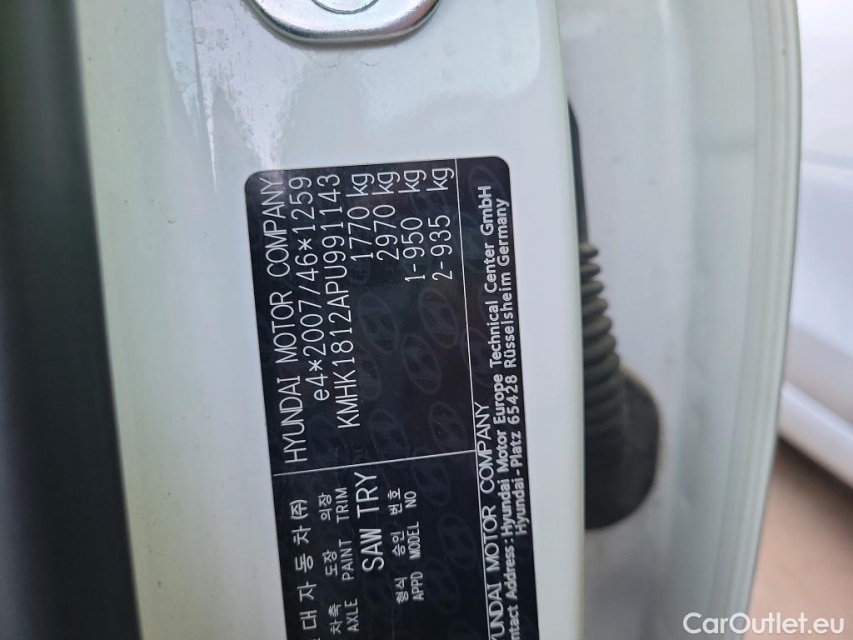 HYUNDAI MOTOR COMPANY
e4*2007/46*1259
KMHK1812APU991143
1770 kg
2970 kg
1-950 kg
2-935 kg
대 자 동 차 (주)
차축 도장 의장
AXLE PAINT TRIM
SAW TRY
형식 승인 번호
APPD MODEL NO
YUNDAI MOTOR COMPANY
ntact Address : Hyundai Motor Europe Technical Center GmbH
Hyundai - Platz 65428 Rüsselsheim Germany
CarOutlet.eu